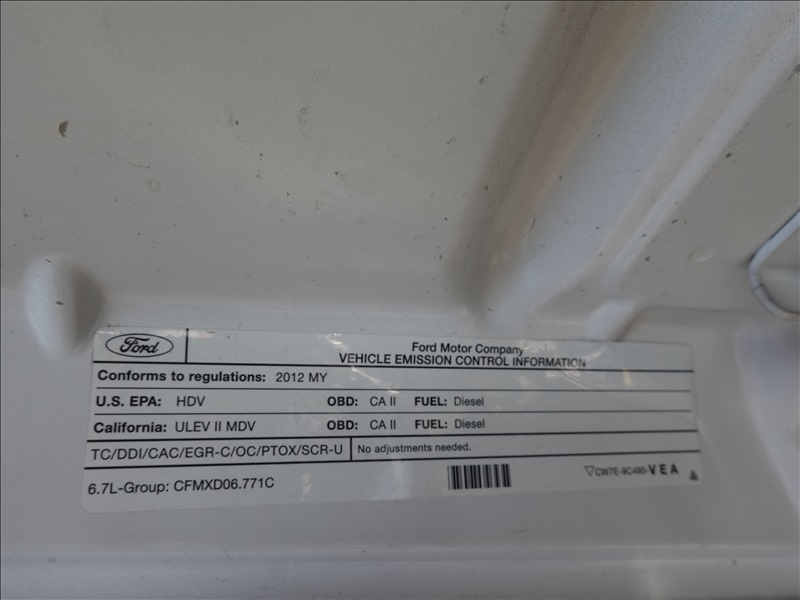 Ford
Ford Motor Company
VEHICLE EMISSION CONTROL INFORMATION
Conforms to regulations: 2012 MY
U.S. EPA: HDV OBD: CA II FUEL: Diesel
California: ULEV II MDV OBD: CA II FUEL: Diesel
TC/DDI/CAC/EGR-C/OC/PTOX/SCR-U No adjustments needed.
6.7L-Group: CFMXD06.771C CW7E-9C485-VEA